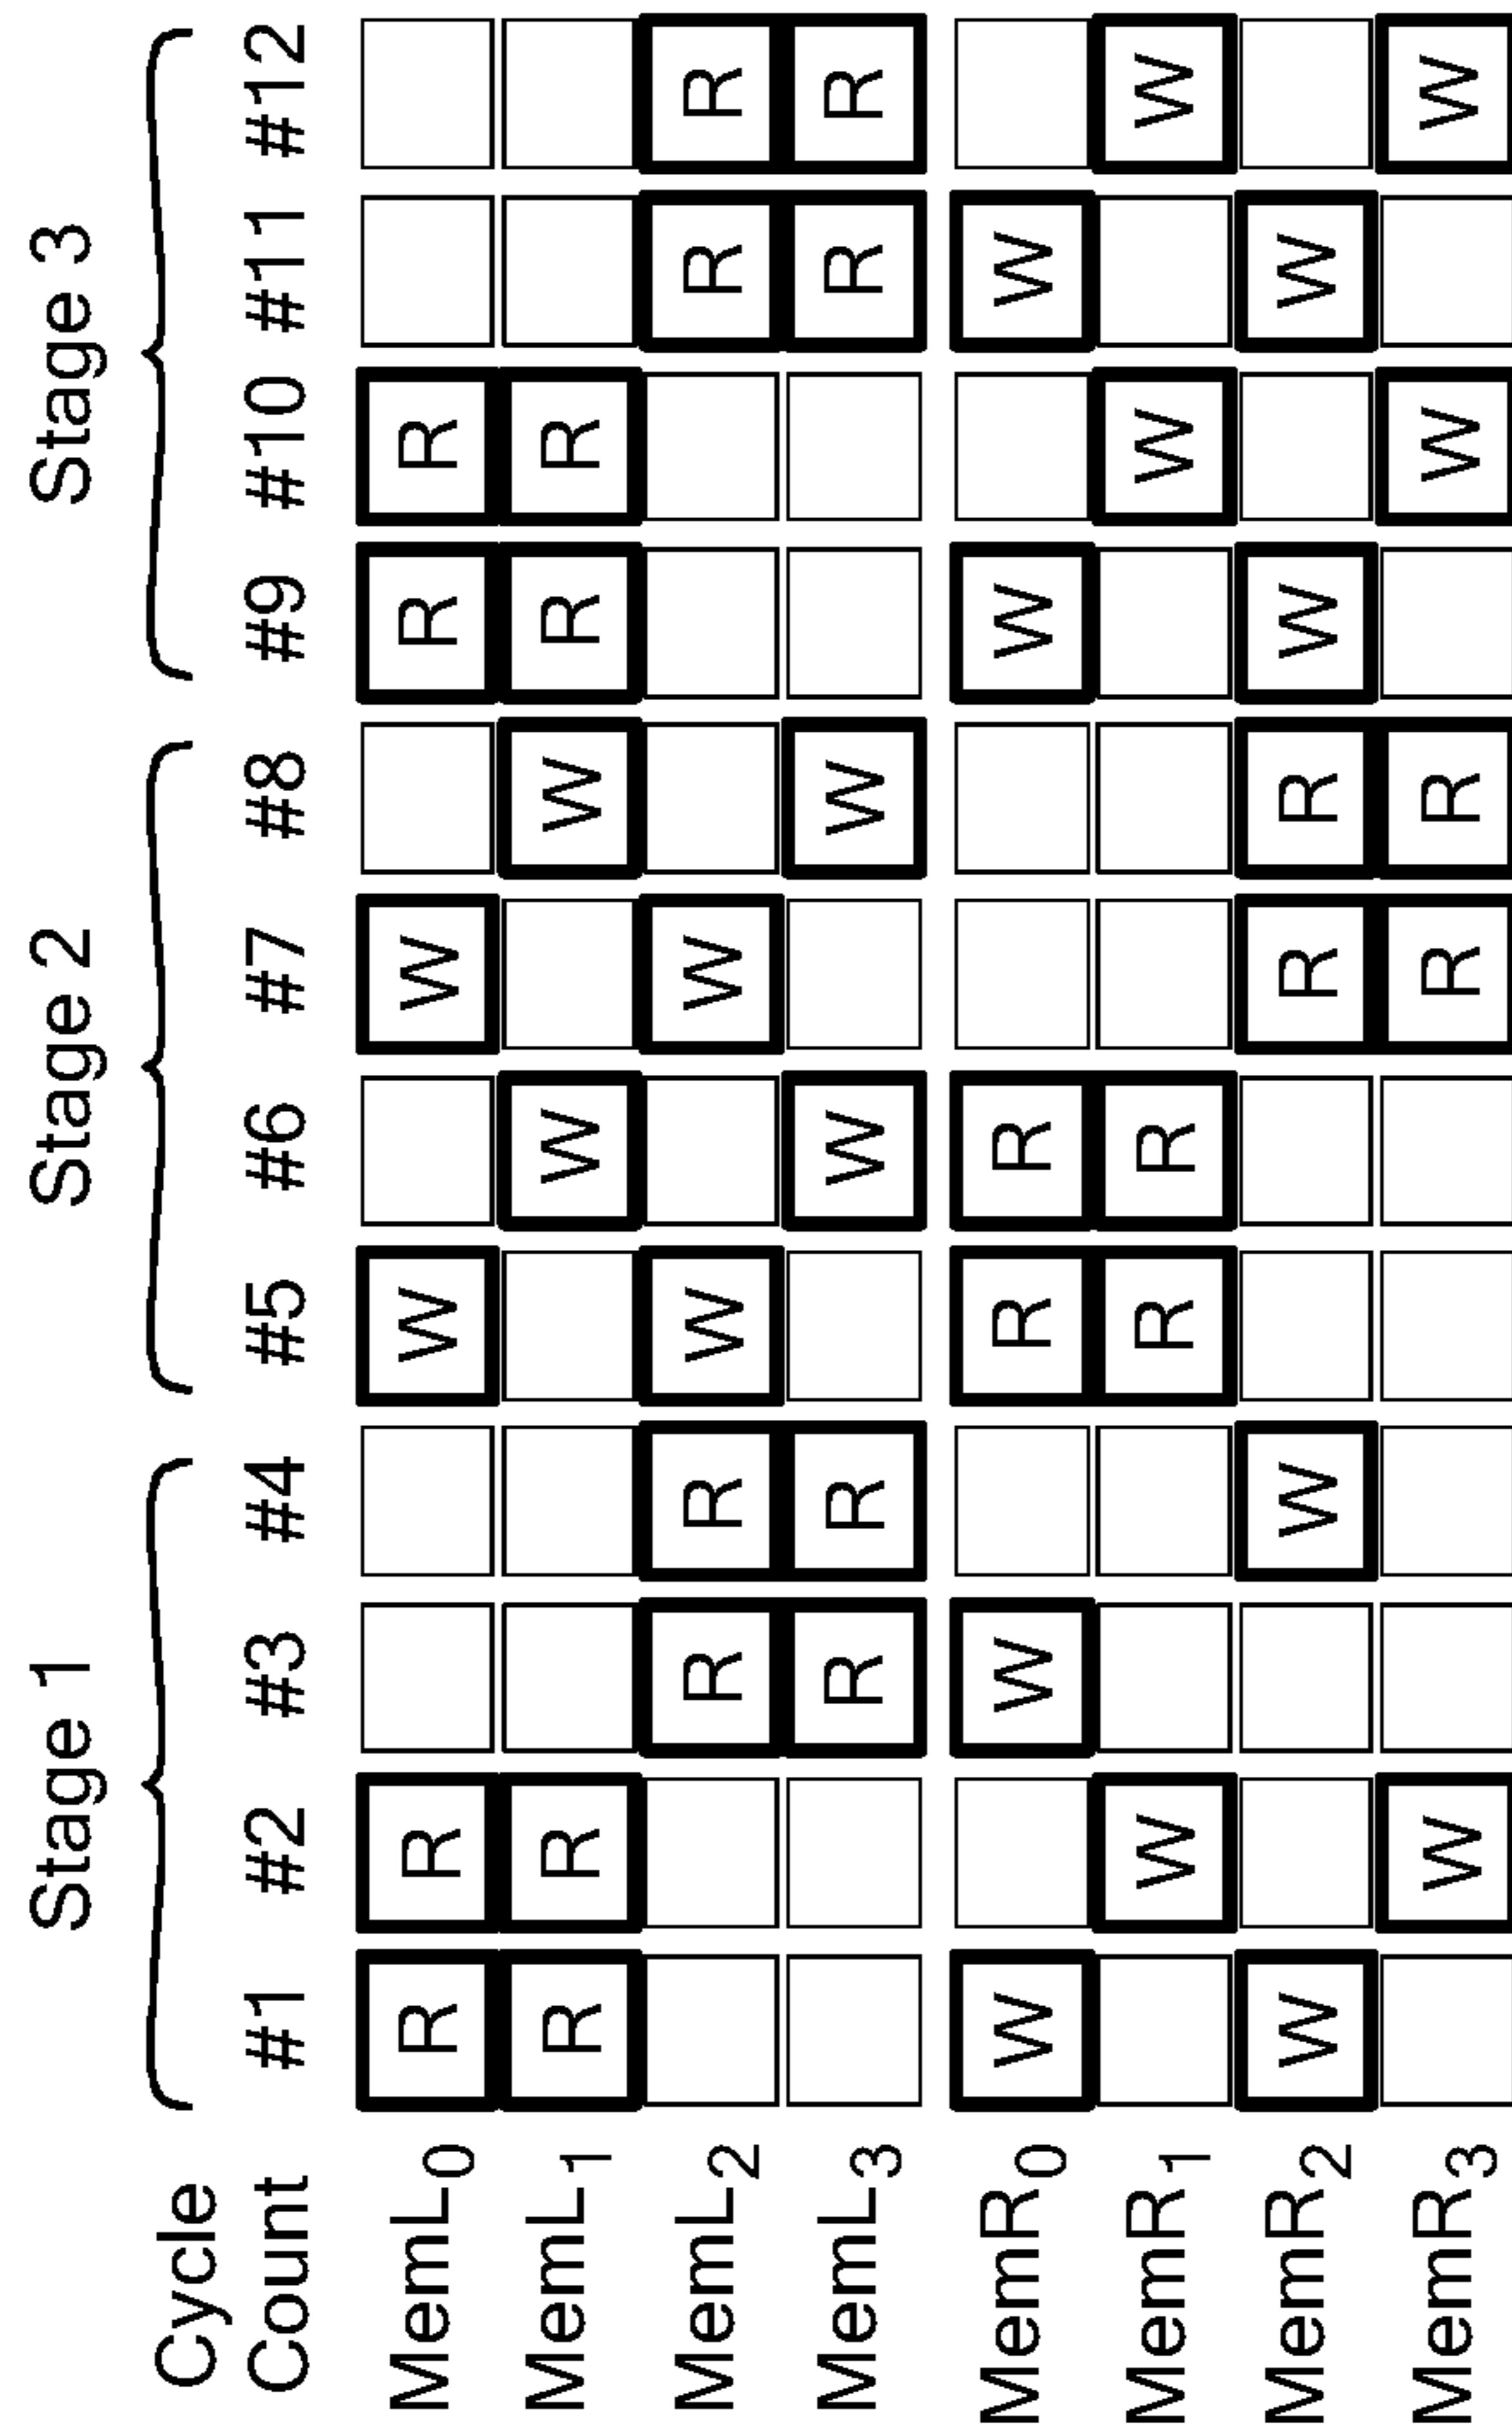 Stage 1 Stage 2 Stage 3
Cycle
Count #1 #2 #3 #4 #5 #6 #7 #8 #9 #10 #11 #12
MemL0 R R W W R R
MemL1 R R W W R R
MemL2 R R W W R R
MemL3 R R W W R R
MemR0 W W R R W W
MemR1 W R R W W
MemR2 W W R R W W
MemR3 W R R W W